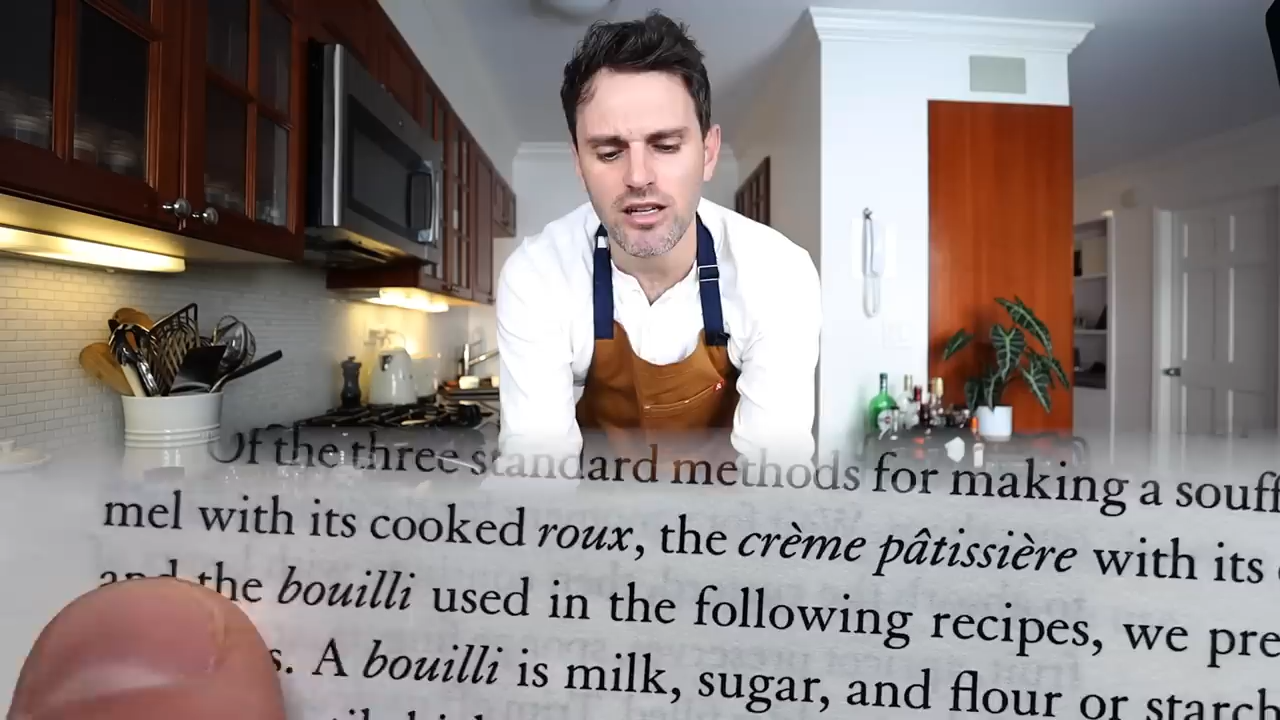 Of the three standard methods for making a souff
mel with its cooked roux, the crème pâtissière with its
and the bouilli used in the following recipes, we pre
s. A bouilli is milk, sugar, and flour or starch